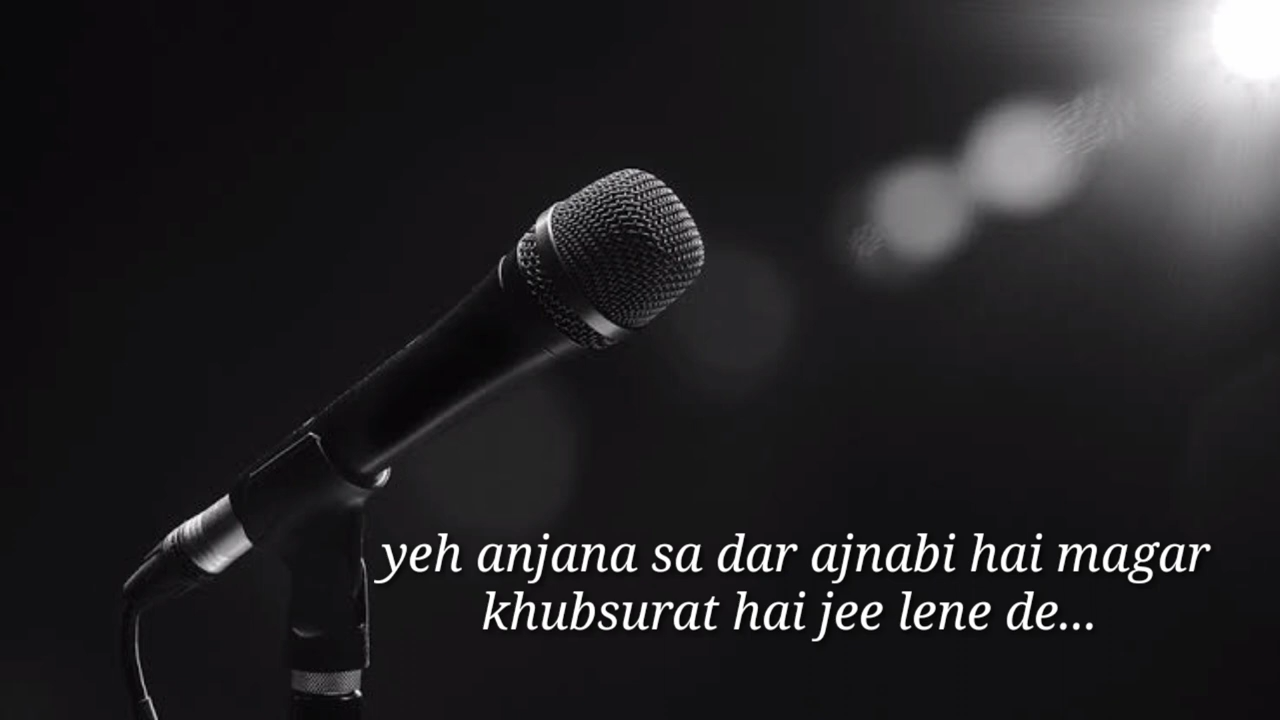 yeh anjana sa dar ajnabi hai magar
khubsurat hai jee lene de...